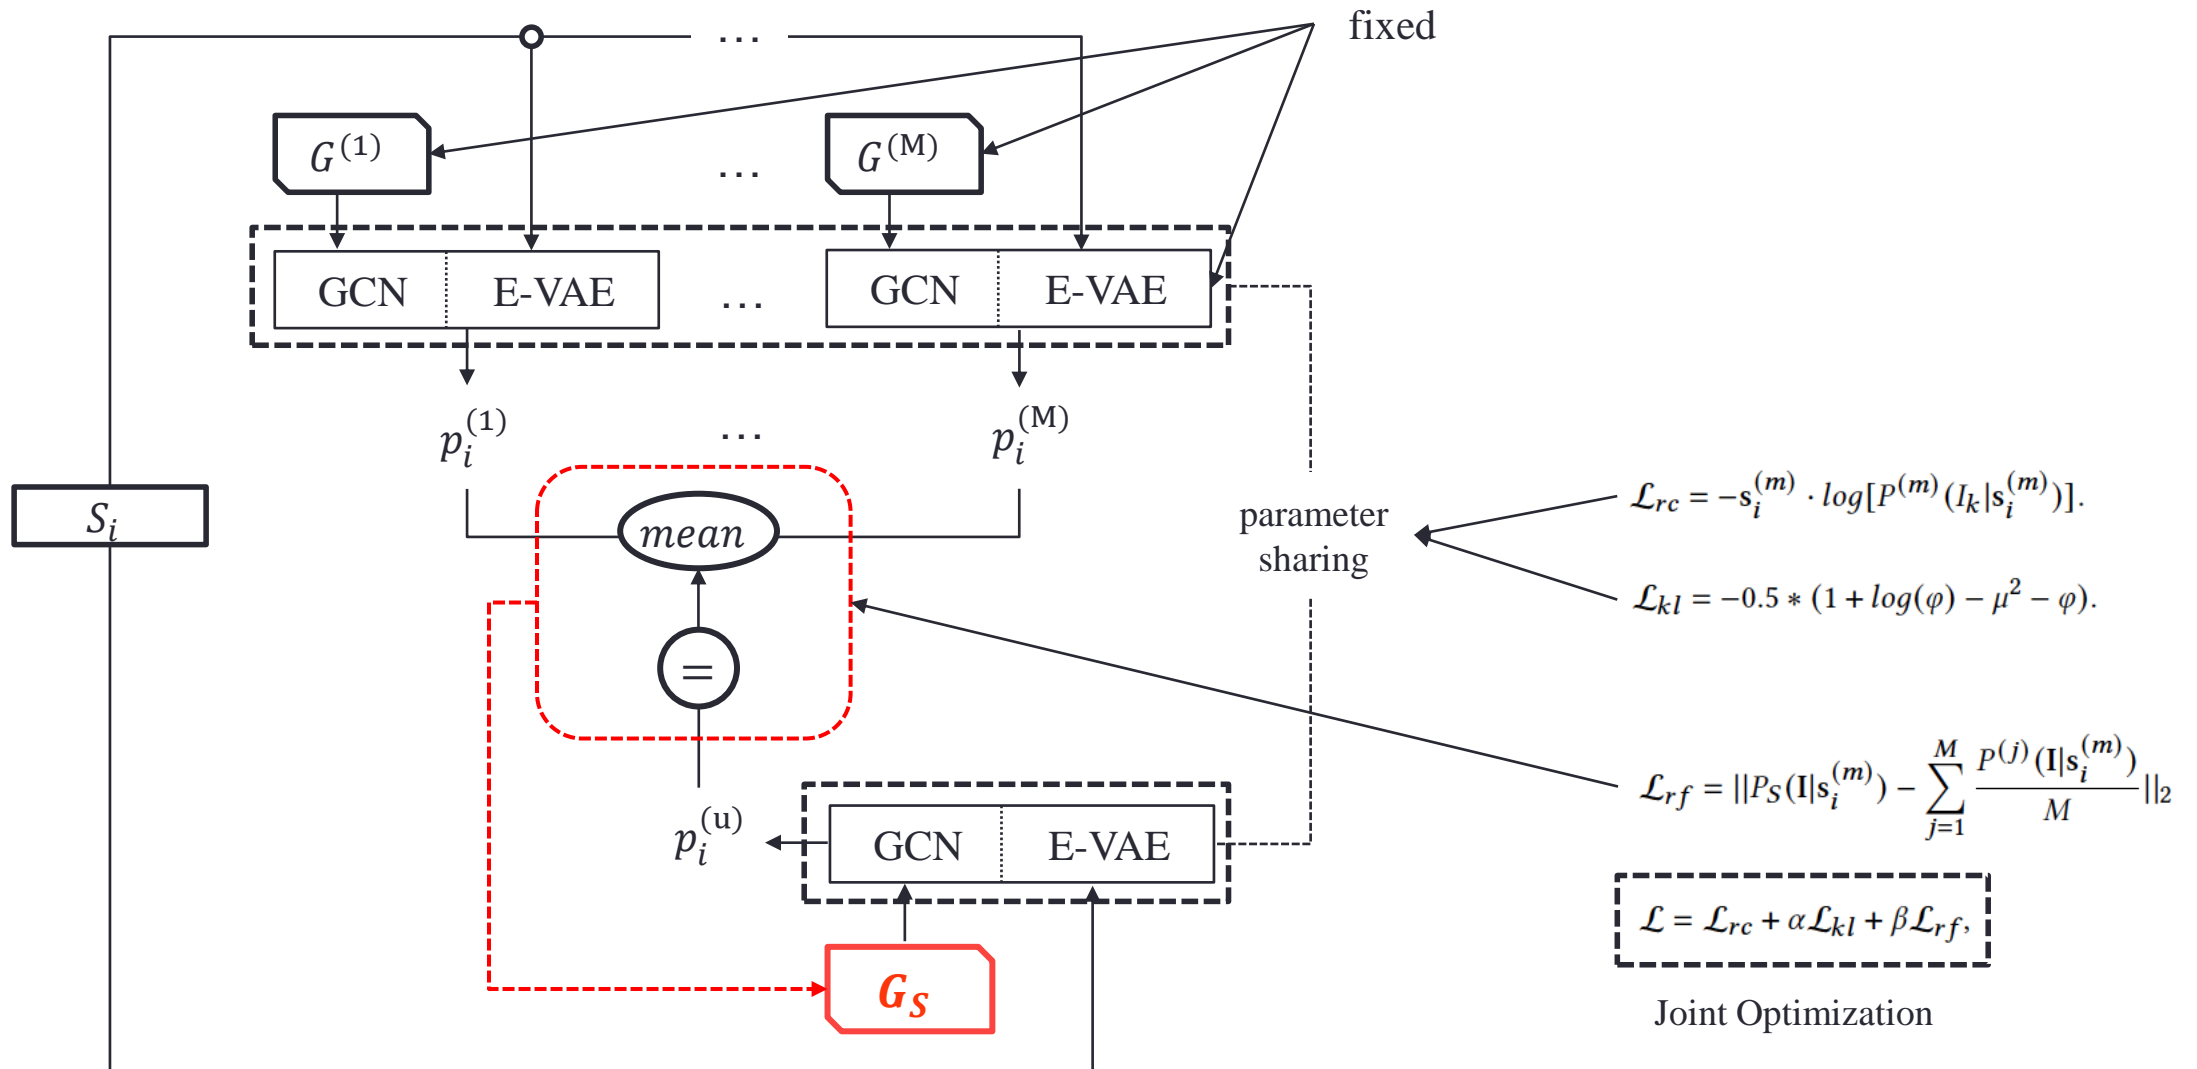 ... fixed
G^(1) ... G^(M)
GCN E-VAE ... GCN E-VAE
p_i^(1) ... p_i^(M)
S_i
mean
=
parameter
sharing
ℒ_rc = −s_i^(m) · log[P^(m)(I_k|s_i^(m))].
ℒ_kl = −0.5 * (1 + log(φ) − μ² − φ).
ℒ_rf = ||P_S(I|s_i^(m)) − ∑_{j=1}^{M} P^(j)(I|s_i^(m)) / M||_2
p_i^(u) GCN E-VAE
G_S
ℒ = ℒ_rc + αℒ_kl + βℒ_rf,
Joint Optimization